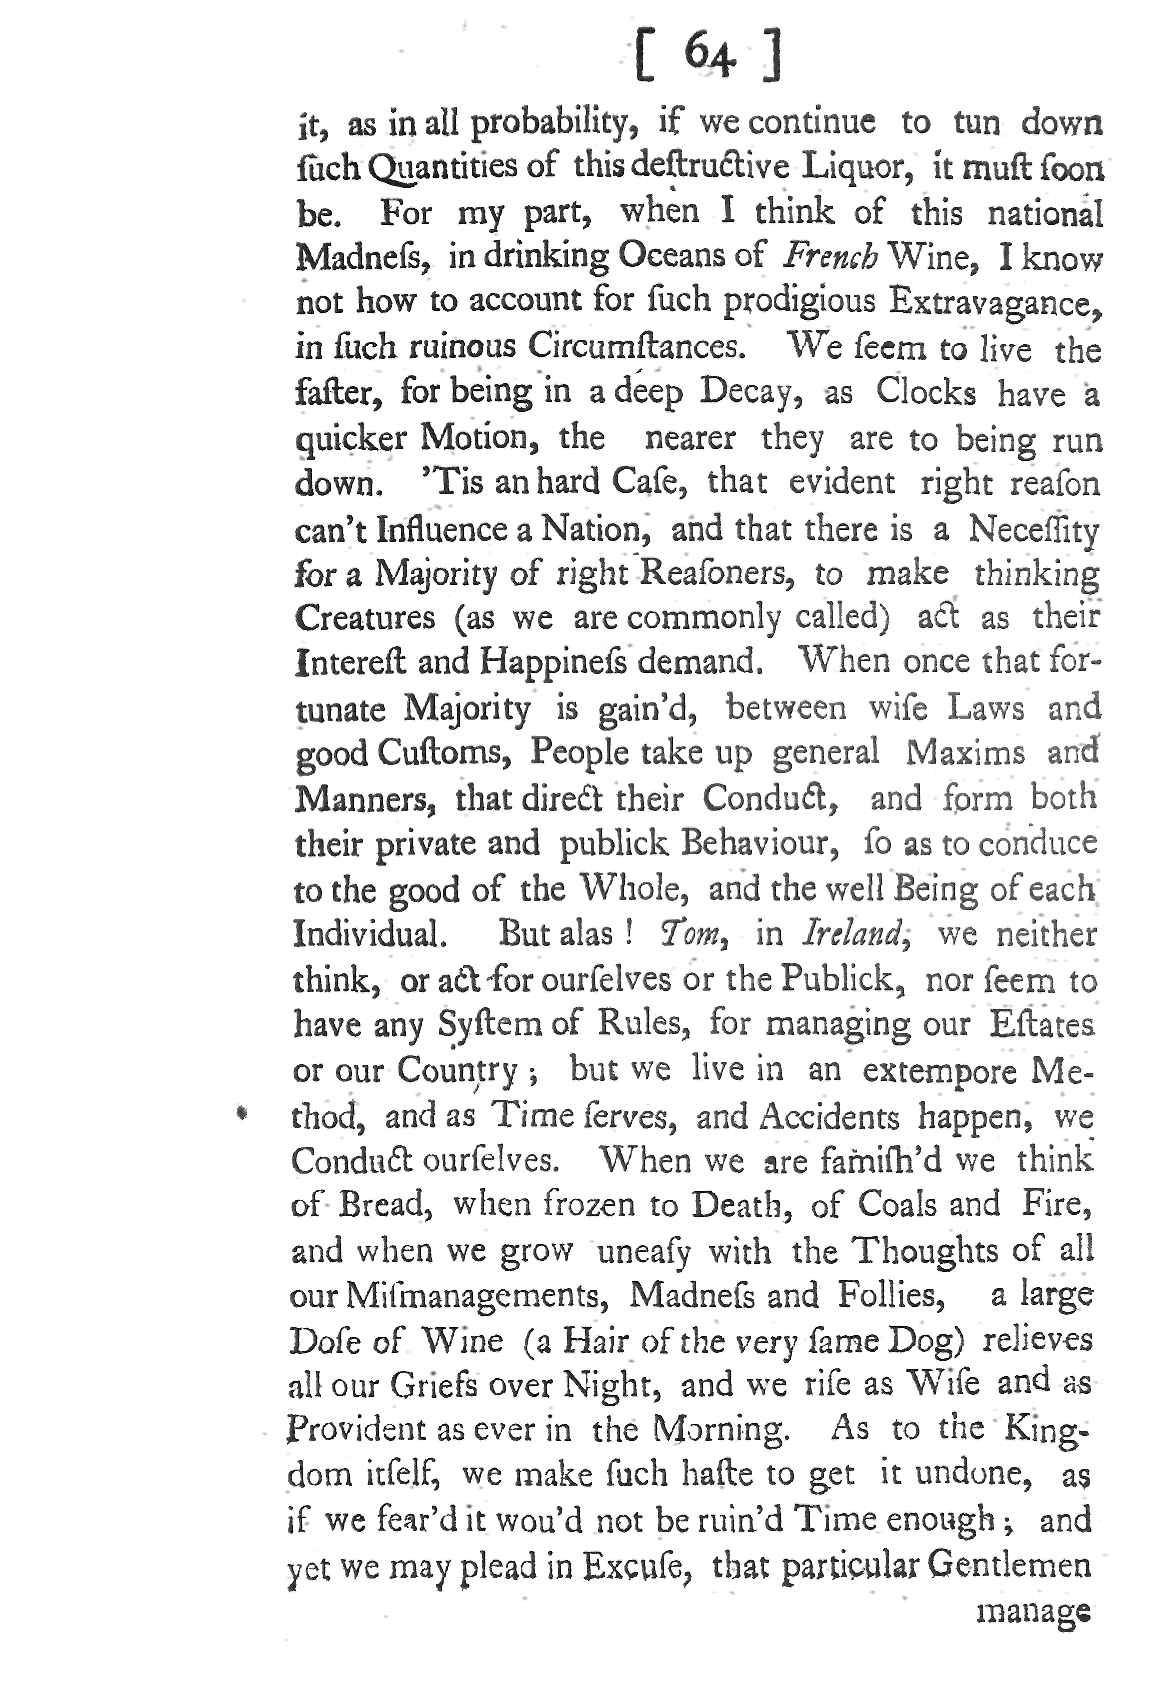 [ 64 ]
it, as in all probability, if we continue to tun down
ſuch Quantities of this deſtructive Liquor, it muſt ſoon
be. For my part, when I think of this national
Madneſs, in drinking Oceans of French Wine, I know
not how to account for ſuch prodigious Extravagance,
in ſuch ruinous Circumſtances. We ſeem to live the
faſter, for being in a deep Decay, as Clocks have a
quicker Motion, the nearer they are to being run
down. ’Tis an hard Caſe, that evident right reaſon
can’t Influence a Nation, and that there is a Neceſſity
for a Majority of right Reaſoners, to make thinking
Creatures (as we are commonly called) act as their
Intereſt and Happineſs demand. When once that for-
tunate Majority is gain’d, between wiſe Laws and
good Cuſtoms, People take up general Maxims and
Manners, that direct their Conduct, and form both
their private and publick Behaviour, ſo as to conduce
to the good of the Whole, and the well Being of each
Individual. But alas ! Tom, in Ireland, we neither
think, or act for ourſelves or the Publick, nor ſeem to
have any Syſtem of Rules, for managing our Eſtates
or our Country ; but we live in an extempore Me-
thod, and as Time ſerves, and Accidents happen, we
Conduct ourſelves. When we are famiſh’d we think
of Bread, when frozen to Death, of Coals and Fire,
and when we grow uneaſy with the Thoughts of all
our Miſmanagements, Madneſs and Follies, a large
Doſe of Wine (a Hair of the very ſame Dog) relieves
all our Griefs over Night, and we riſe as Wiſe and as
Provident as ever in the Morning. As to the King-
dom itſelf, we make ſuch haſte to get it undone, as
if we fear’d it wou’d not be ruin’d Time enough ; and
yet we may plead in Excuſe, that particular Gentlemen
manage